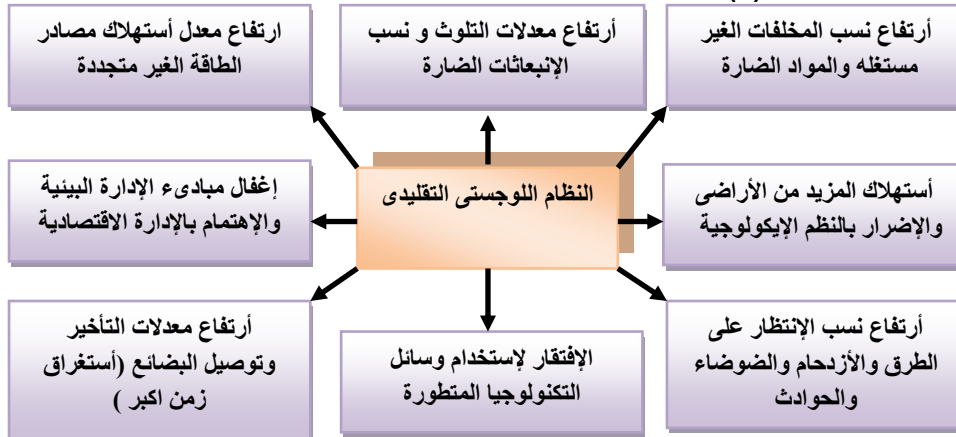 أرتفاع نسب المخلفات الغير
مستغله والمواد الضارة
أرتفاع معدلات التلوث و نسب
الإنبعاثات الضارة
ارتفاع معدل أستهلاك مصادر
الطاقة الغير متجددة
أستهلاك المزيد من الأراضى
والإضرار بالنظم الإيكولوجية
النظام اللوجستى التقليدى
إغفال مبادىء الإدارة البيئية
والإهتمام بالإدارة الاقتصادية
أرتفاع نسب الإنتظار على
الطرق والأزدحام والضوضاء
والحوادث
الإفتقار لإستخدام وسائل
التكنولوجيا المتطورة
أرتفاع معدلات التأخير
وتوصيل البضائع (أستغراق
زمن اكبر )